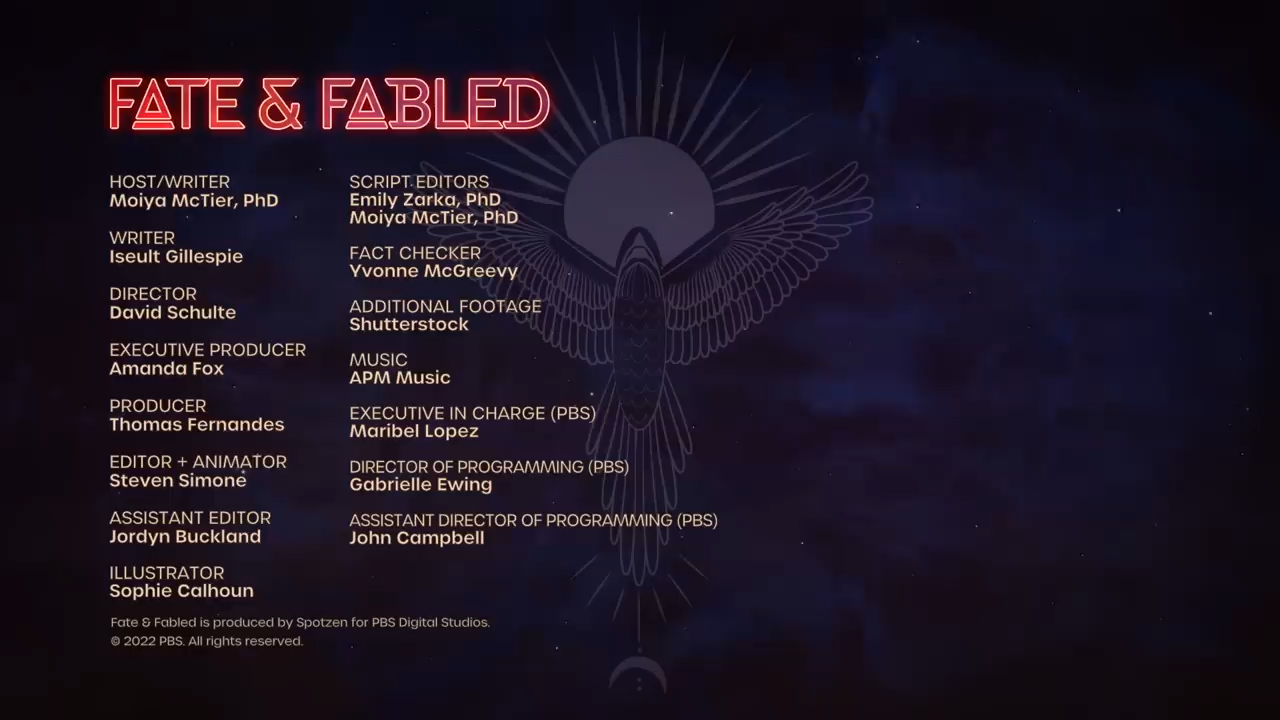 FATE & FABLED
HOST/WRITER
Moiya McTier, PhD
WRITER
Iseult Gillespie
DIRECTOR
David Schulte
EXECUTIVE PRODUCER
Amanda Fox
PRODUCER
Thomas Fernandes
EDITOR + ANIMATOR
Steven Simone
ASSISTANT EDITOR
Jordyn Buckland
ILLUSTRATOR
Sophie Calhoun
SCRIPT EDITORS
Emily Zarka, PhD
Moiya McTier, PhD
FACT CHECKER
Yvonne McGreevy
ADDITIONAL FOOTAGE
Shutterstock
MUSIC
APM Music
EXECUTIVE IN CHARGE (PBS)
Maribel Lopez
DIRECTOR OF PROGRAMMING (PBS)
Gabrielle Ewing
ASSISTANT DIRECTOR OF PROGRAMMING (PBS)
John Campbell
Fate & Fabled is produced by Spotzen for PBS Digital Studios.
© 2022 PBS. All rights reserved.